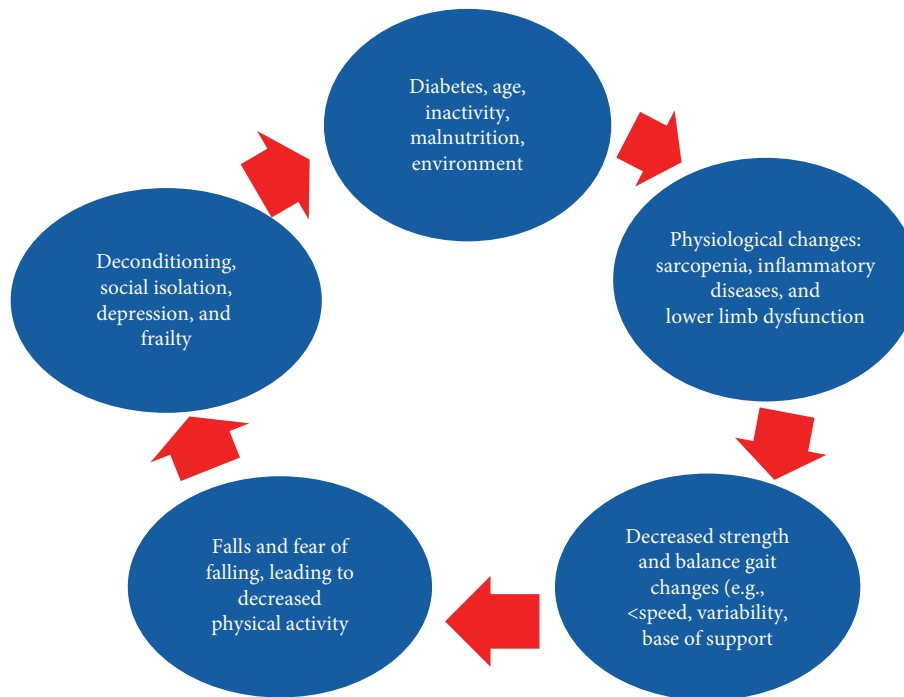 Diabetes, age,
inactivity,
malnutrition,
environment
Physiological changes:
sarcopenia, inflammatory
diseases, and
lower limb dysfunction
Decreased strength
and balance gait
changes (e.g.,
<speed, variability,
base of support
Falls and fear of
falling, leading to
decreased
physical activity
Deconditioning,
social isolation,
depression, and
frailty